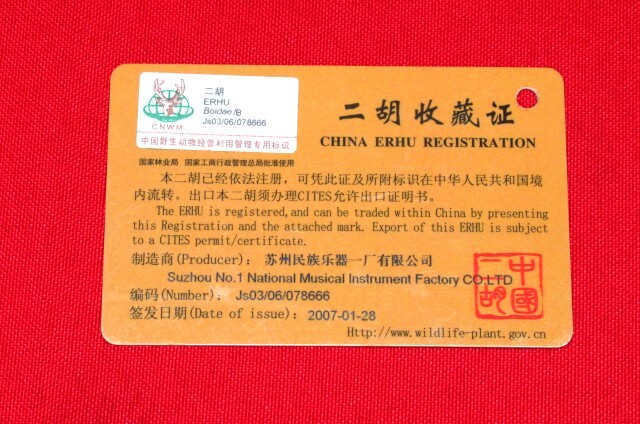 二胡
ERHU
Boidae/B
Js03/06/078666
CNWM
中国野生动物经营利用管理专用标识
二胡收藏证
CHINA ERHU REGISTRATION
国家林业局 国家工商行政管理总局批准使用
本二胡已经依法注册，可凭此证及所附标识在中华人民共和国境
内流转。出口本二胡须办理CITES允许出口证明书。
The ERHU is registered,and can be traded within China by presenting
this Registration and the attached mark. Export of this ERHU is subject
to a CITES permit/certificate.
制造商(Producer): 苏州民族乐器一厂有限公司
Suzhou No.1 National Musical Instrument Factory CO.LTD
编码(Number): Js03/06/078666
签发日期(Date of issue): 2007-01-28
中國二胡
Http://www.wildlife-plant.gov.cn